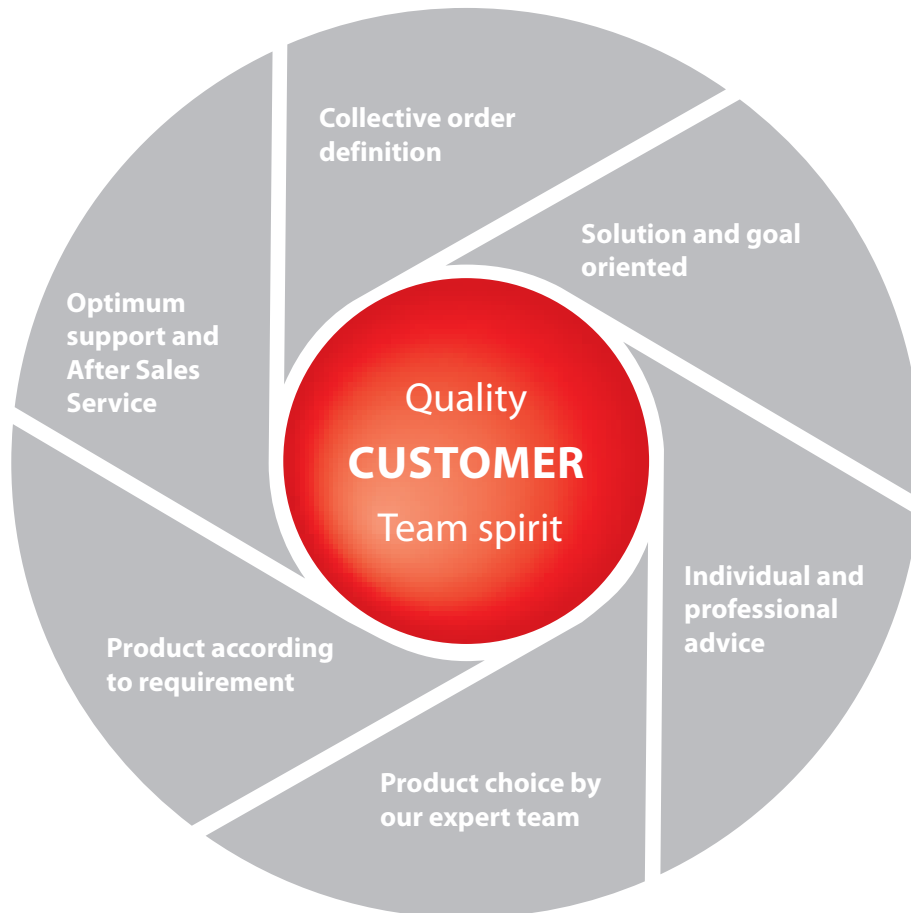 Collective order
definition
Solution and goal
oriented
Optimum
support and
After Sales
Service
Quality
CUSTOMER
Team spirit
Individual and
professional
advice
Product according
to requirement
Product choice by
our expert team